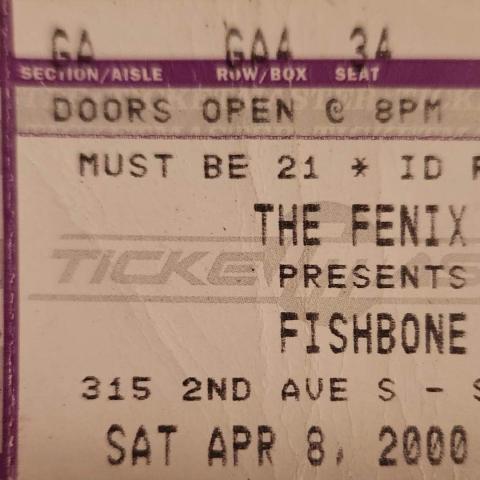 GA GA4 34
SECTION/AISLE ROW/BOX SEAT
DOORS OPEN @ 8PM
MUST BE 21 * ID
THE FENIX
PRESENTS
FISHBONE
315 2ND AVE S -
SAT APR 8, 2000